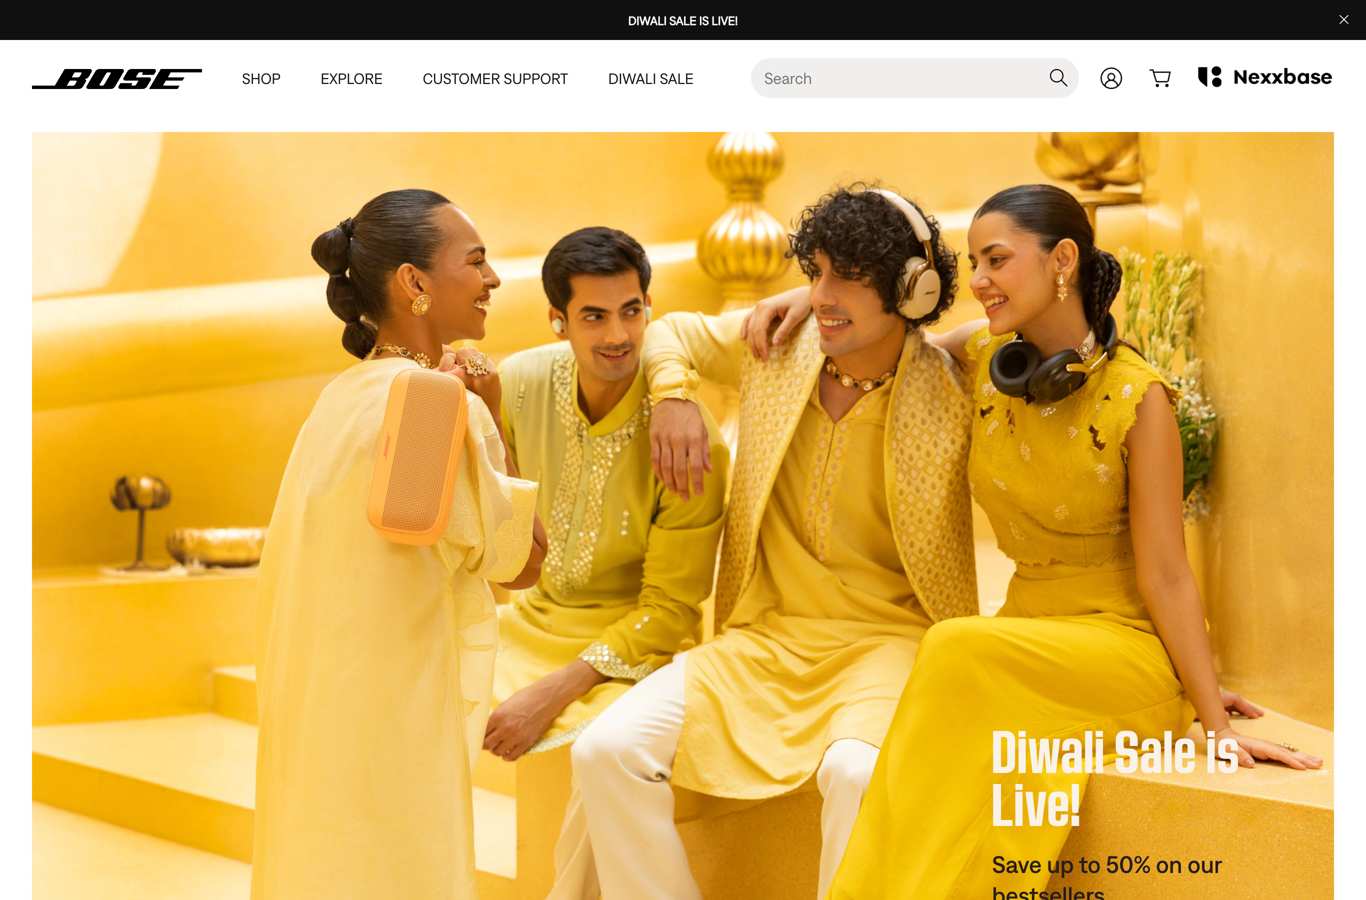 DIWALI SALE IS LIVE!
BOSE
SHOP
EXPLORE
CUSTOMER SUPPORT
DIWALI SALE
Search
Nexxbase
Diwali Sale is
Live!
Save up to 50% on our
bestsellers